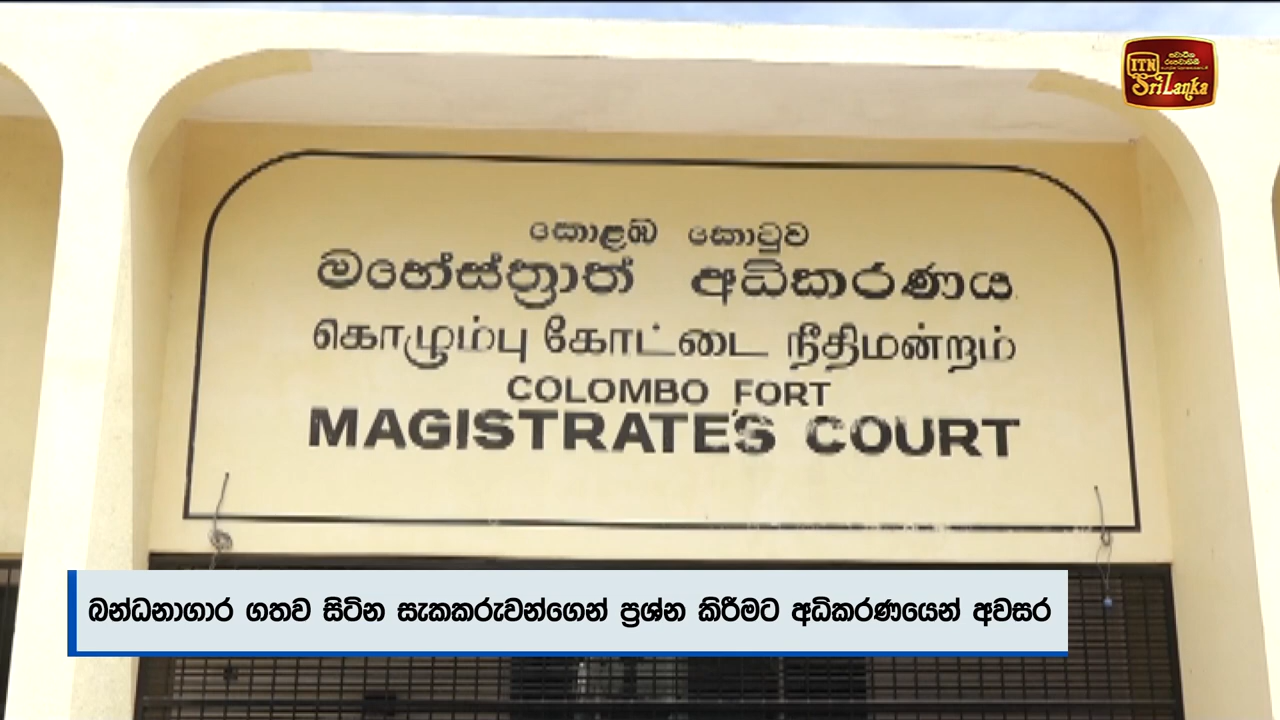 ITN
SriLanka
කොළඹ කොටුව
මහේස්ත්‍රාත් අධිකරණය
கொழும்பு கோட்டை நீதிமன்றம்
COLOMBO FORT
MAGISTRATE'S COURT
බන්ධනාගාර ගතව සිටින සැකකරුවන්ගෙන් ප්‍රශ්න කිරීමට අධිකරණයෙන් අවසර